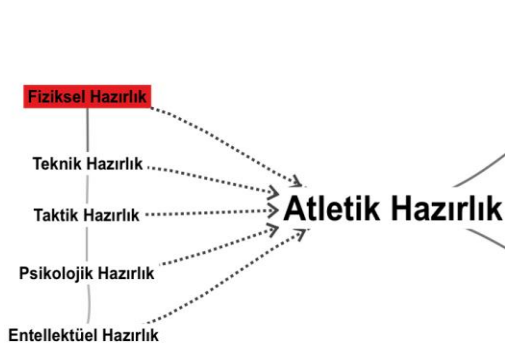 Fiziksel Hazırlık
Teknik Hazırlık
Taktik Hazırlık
Atletik Hazırlık
Psikolojik Hazırlık
Entellektüel Hazırlık